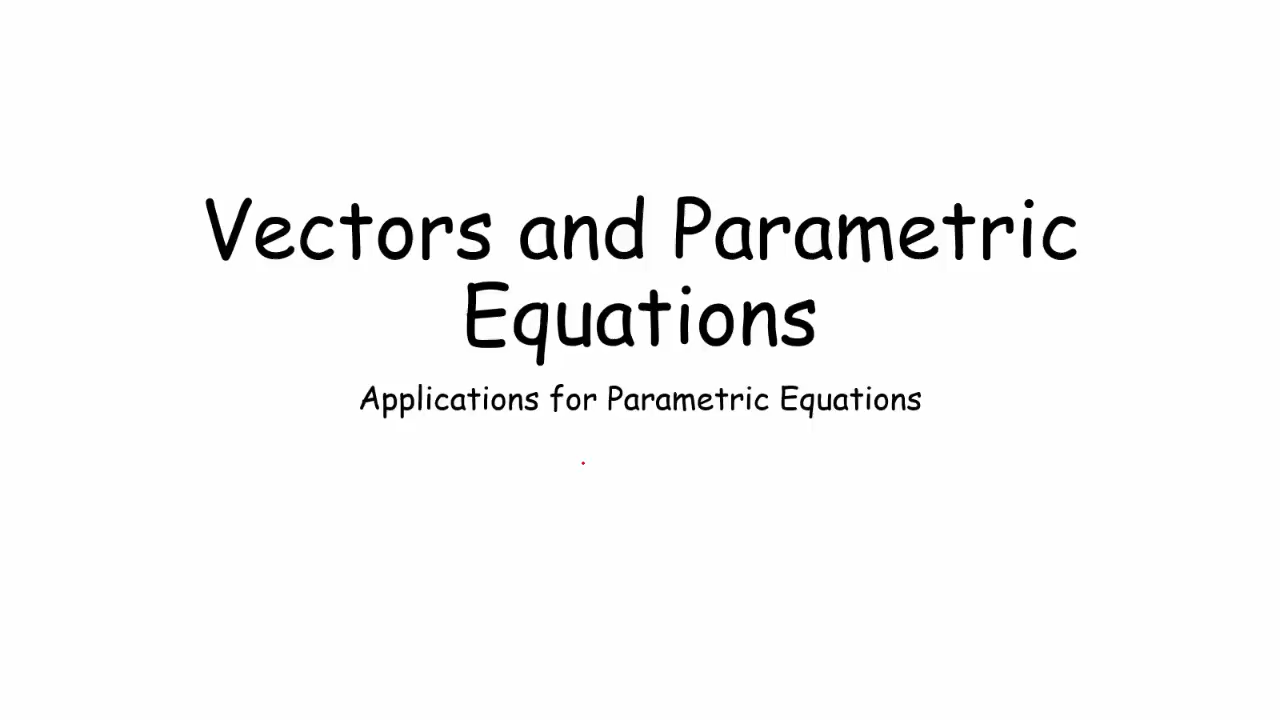 Vectors and Parametric
Equations
Applications for Parametric Equations